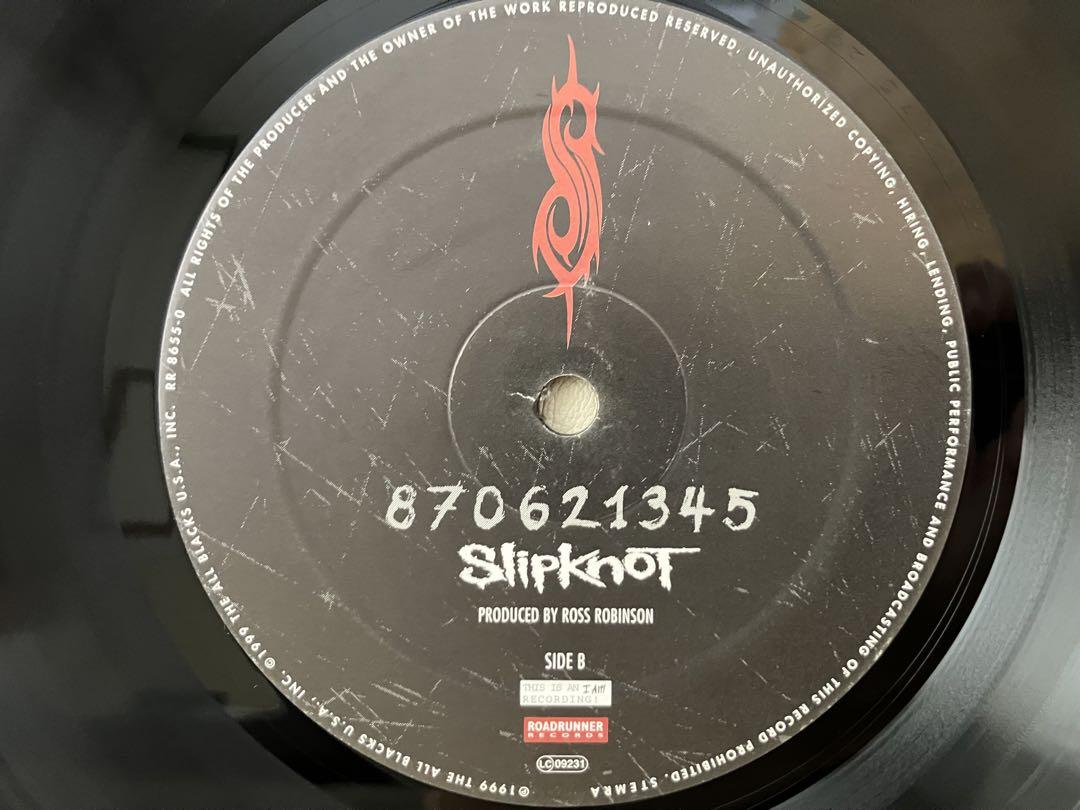 RR 8655-0 ALL RIGHTS OF THE PRODUCER AND THE OWNER OF THE WORK REPRODUCED RESERVED, UNAUTHORIZED COPYING, HIRING, LENDING, PUBLIC PERFORMANCE AND BROADCASTING OF THIS RECORD PROHIBITED. STEMRA
℗1999 THE ALL BLACKS U.S.A., INC. ©1999 THE ALL BLACKS U.S.A., INC.
870621345
Slipknot
PRODUCED BY ROSS ROBINSON
SIDE B
THIS IS AN I AM
RECORDING!
ROADRUNNER
RECORDS
LC 09231